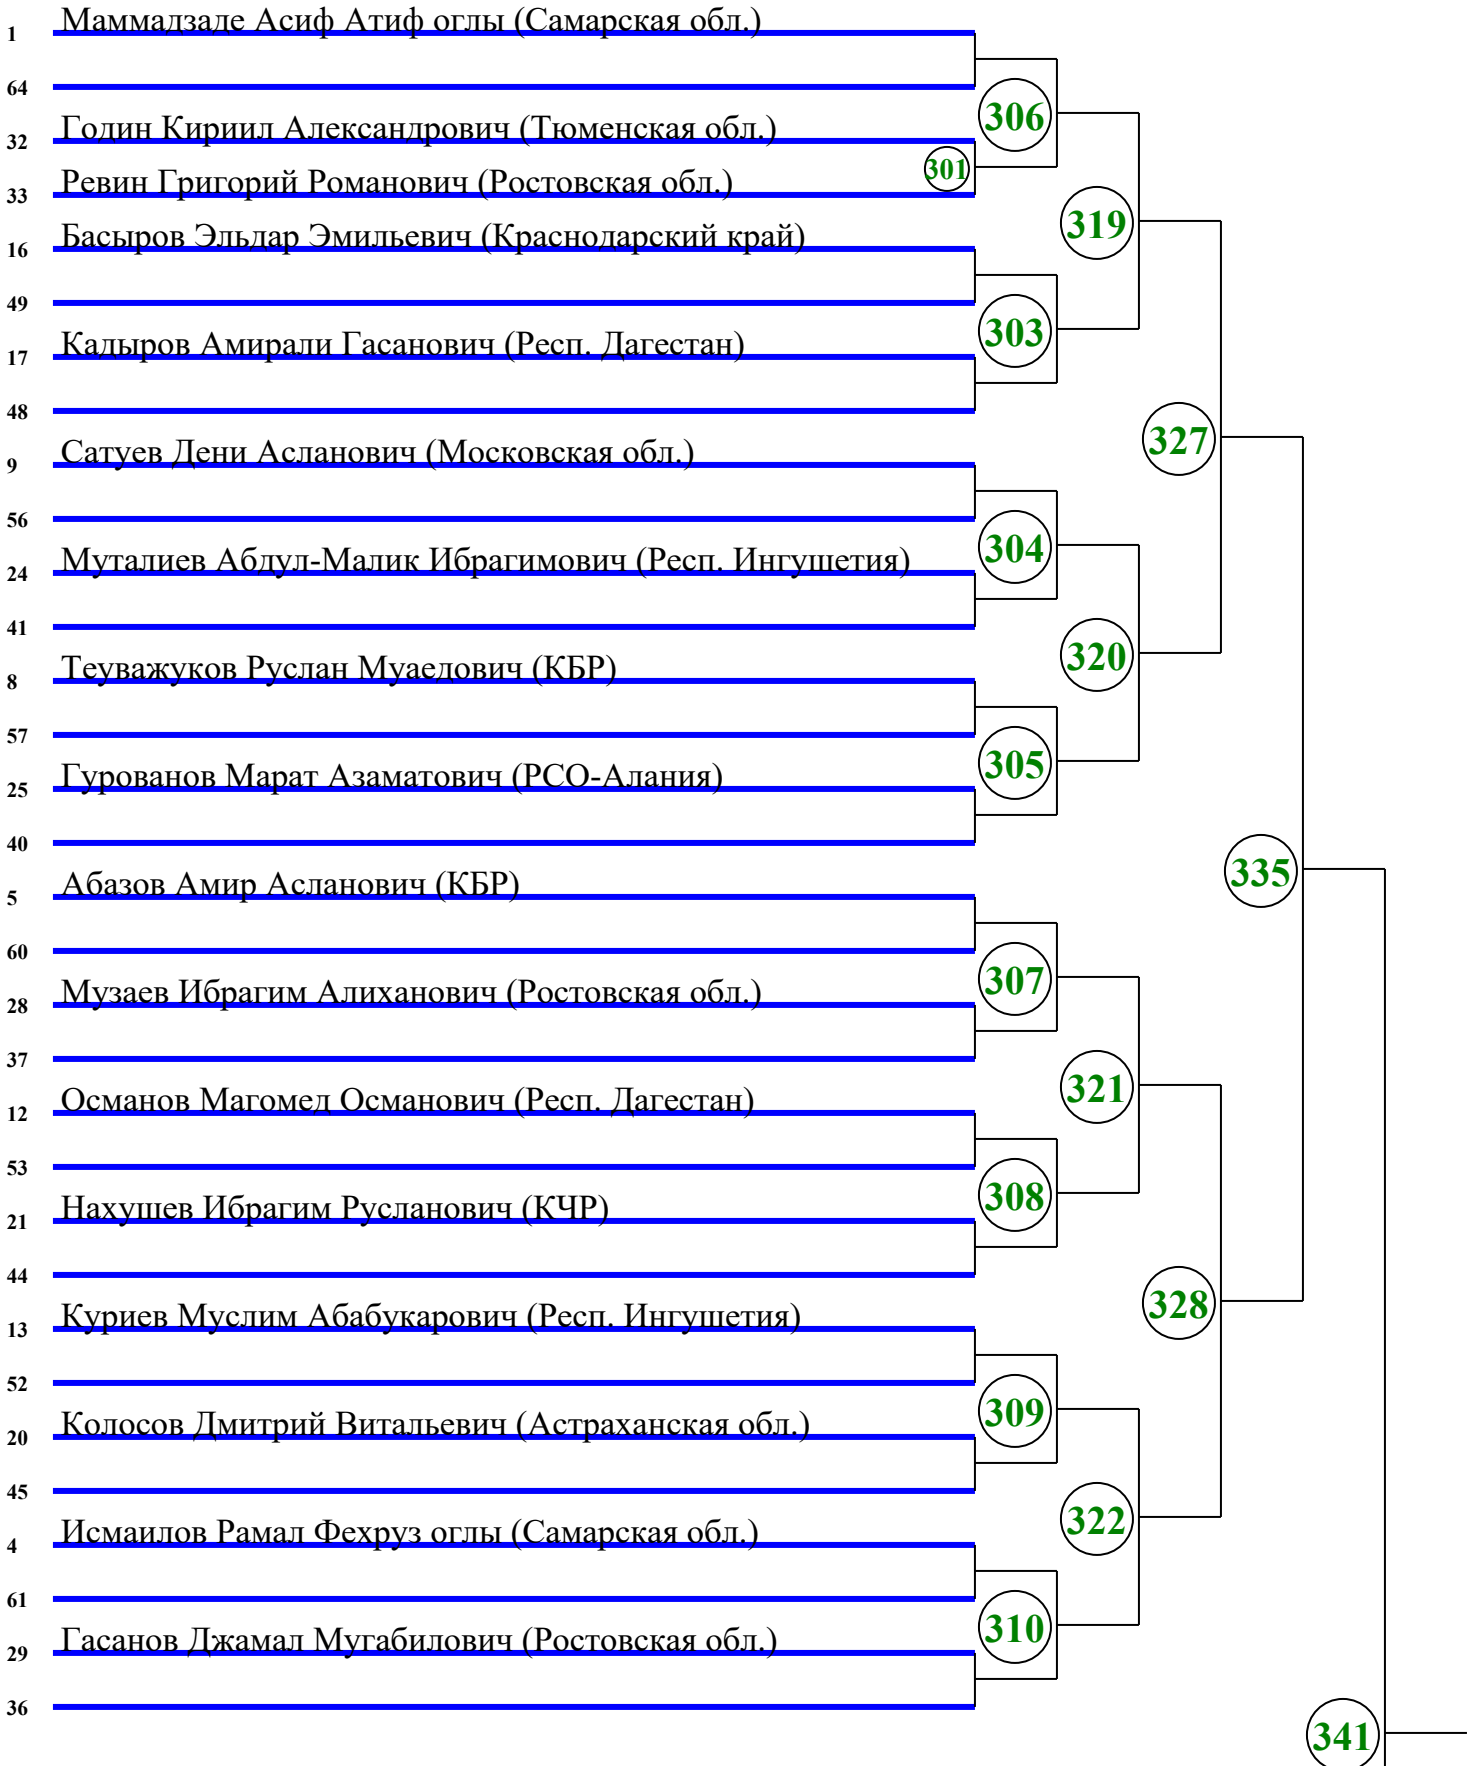 1 Маммадзаде Асиф Атиф оглы (Самарская обл.)
64
306
32 Годин Кириил Александрович (Тюменская обл.)
301
33 Ревин Григорий Романович (Ростовская обл.)
319
16 Басыров Эльдар Эмильевич (Краснодарский край)
49
303
17 Кадыров Амирали Гасанович (Респ. Дагестан)
48
327
9 Сатуев Дени Асланович (Московская обл.)
56
304
24 Муталиев Абдул-Малик Ибрагимович (Респ. Ингушетия)
41
320
8 Теуважуков Руслан Муаедович (КБР)
57
305
25 Гурованов Марат Азаматович (РСО-Алания)
40
335
5 Абазов Амир Асланович (КБР)
60
307
28 Музаев Ибрагим Алиханович (Ростовская обл.)
37
321
12 Османов Магомед Османович (Респ. Дагестан)
53
308
21 Нахушев Ибрагим Русланович (КЧР)
44
328
13 Куриев Муслим Абабукарович (Респ. Ингушетия)
52
309
20 Колосов Дмитрий Витальевич (Астраханская обл.)
45
322
4 Исмаилов Рамал Фехруз оглы (Самарская обл.)
61
310
29 Гасанов Джамал Мугабилович (Ростовская обл.)
36
341